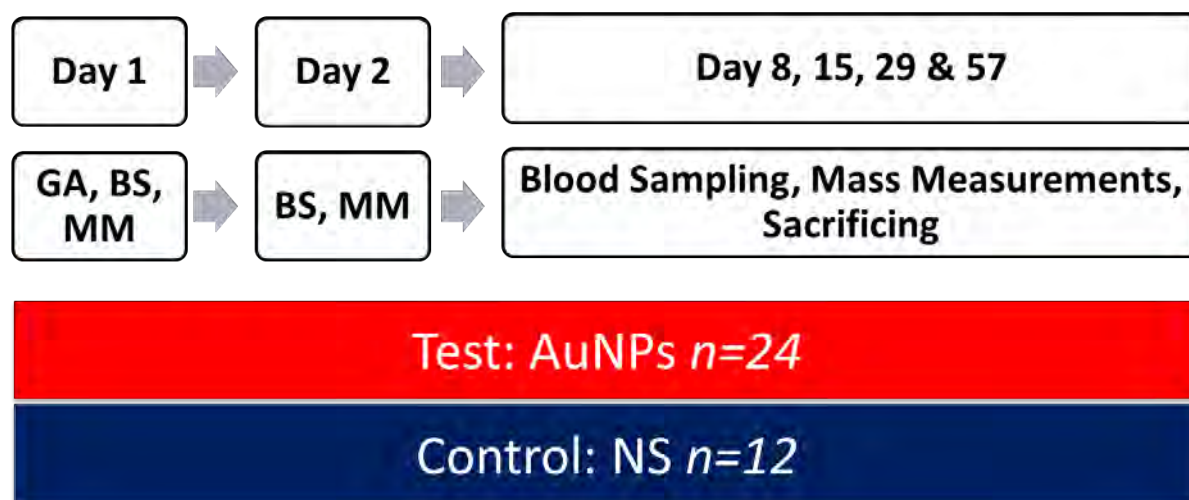 Day 1
Day 2
Day 8, 15, 29 & 57
GA, BS,
MM
BS, MM
Blood Sampling, Mass Measurements,
Sacrificing
Test: AuNPs n=24
Control: NS n=12